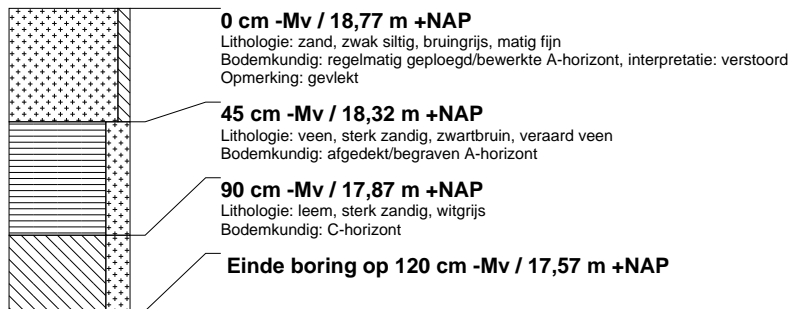 0 cm -Mv / 18,77 m +NAP
Lithologie: zand, zwak siltig, bruingrijs, matig fijn
Bodemkundig: regelmatig geploegd/bewerkte A-horizont, interpretatie: verstoord
Opmerking: gevlekt
45 cm -Mv / 18,32 m +NAP
Lithologie: veen, sterk zandig, zwartbruin, veraard veen
Bodemkundig: afgedekt/begraven A-horizont
90 cm -Mv / 17,87 m +NAP
Lithologie: leem, sterk zandig, witgrijs
Bodemkundig: C-horizont
Einde boring op 120 cm -Mv / 17,57 m +NAP